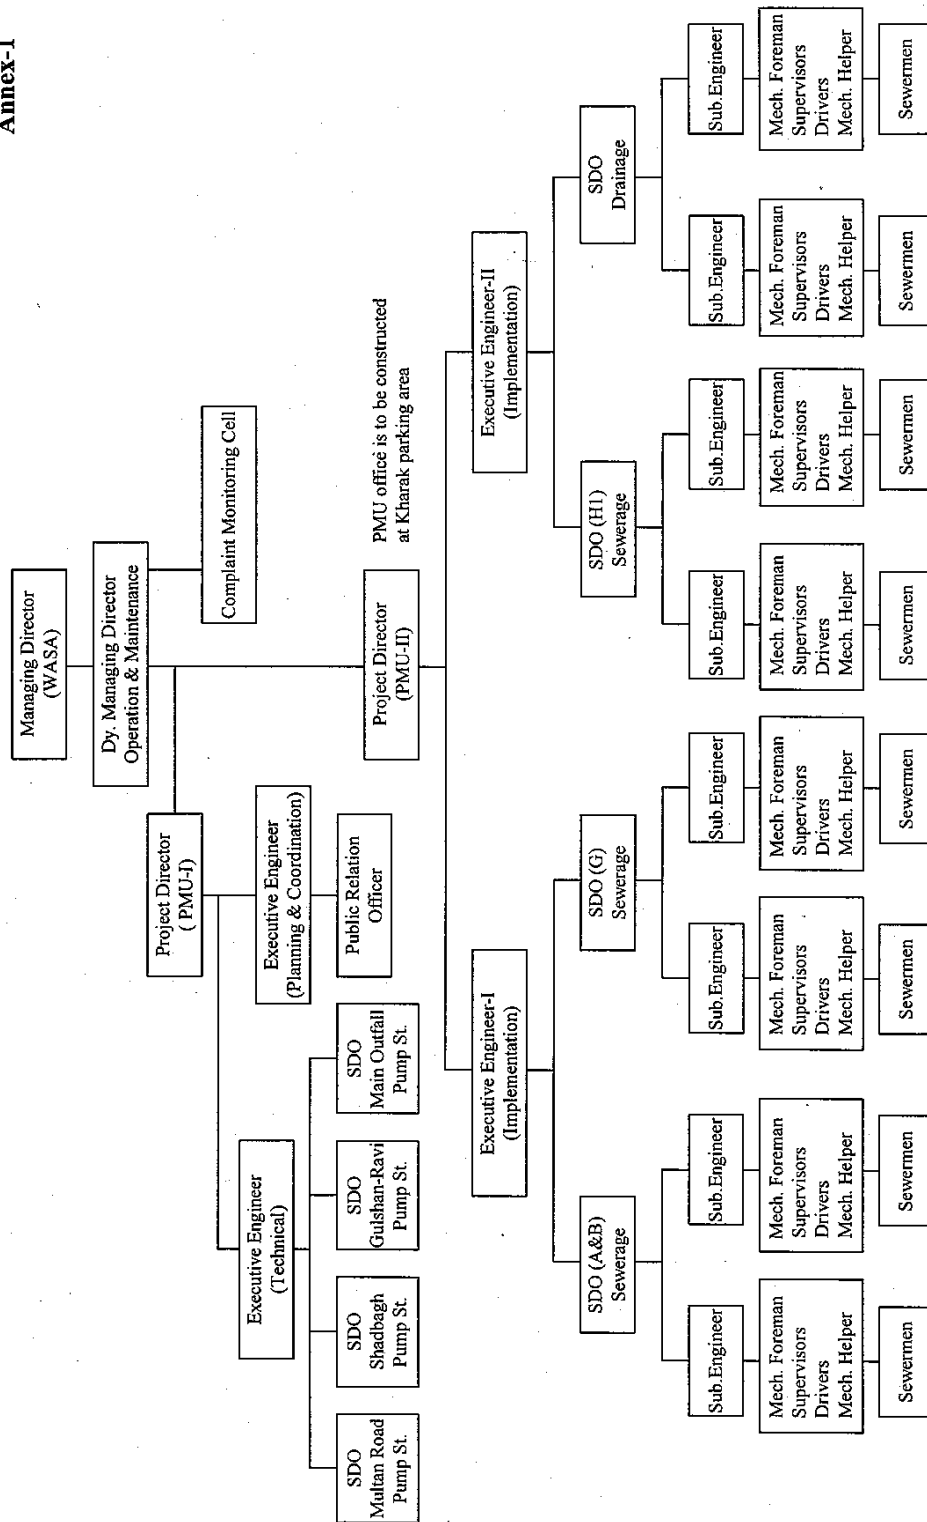 Annex-1
Managing Director
(WASA)
Dy. Managing Director
Operation & Maintenance
Complaint Monitoring Cell
Project Director
( PMU-I)
Executive Engineer
(Technical)
Executive Engineer
(Planning & Coordination)
Public Relation
Officer
SDO
Multan Road
Pump St.
SDO
Shadbagh
Pump St.
SDO
Gulshan-Ravi
Pump St.
SDO
Main Outfall
Pump St.
Project Director
(PMU-II)
PMU office is to be constructed
at Kharak parking area
Executive Engineer-I
(Implementation)
Executive Engineer-II
(Implementation)
SDO (A&B)
Sewerage
SDO (G)
Sewerage
SDO (H1)
Sewerage
SDO
Drainage
Sub.Engineer
Sub.Engineer
Sub.Engineer
Sub.Engineer
Sub.Engineer
Sub.Engineer
Sub.Engineer
Sub.Engineer
Mech. Foreman
Supervisors
Drivers
Mech. Helper
Mech. Foreman
Supervisors
Drivers
Mech. Helper
Mech. Foreman
Supervisors
Drivers
Mech. Helper
Mech. Foreman
Supervisors
Drivers
Mech. Helper
Mech. Foreman
Supervisors
Drivers
Mech. Helper
Mech. Foreman
Supervisors
Drivers
Mech. Helper
Mech. Foreman
Supervisors
Drivers
Mech. Helper
Mech. Foreman
Supervisors
Drivers
Mech. Helper
Sewermen
Sewermen
Sewermen
Sewermen
Sewermen
Sewermen
Sewermen
Sewermen